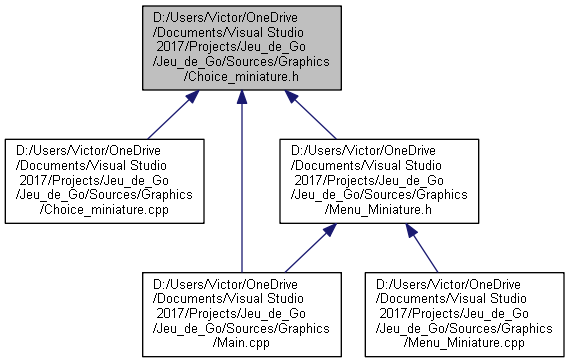 D:/Users/Victor/OneDrive
/Documents/Visual Studio
2017/Projects/Jeu_de_Go
/Jeu_de_Go/Sources/Graphics
/Choice_miniature.h
D:/Users/Victor/OneDrive
/Documents/Visual Studio
2017/Projects/Jeu_de_Go
/Jeu_de_Go/Sources/Graphics
/Choice_miniature.cpp
D:/Users/Victor/OneDrive
/Documents/Visual Studio
2017/Projects/Jeu_de_Go
/Jeu_de_Go/Sources/Graphics
/Menu_Miniature.h
D:/Users/Victor/OneDrive
/Documents/Visual Studio
2017/Projects/Jeu_de_Go
/Jeu_de_Go/Sources/Graphics
/Main.cpp
D:/Users/Victor/OneDrive
/Documents/Visual Studio
2017/Projects/Jeu_de_Go
/Jeu_de_Go/Sources/Graphics
/Menu_Miniature.cpp